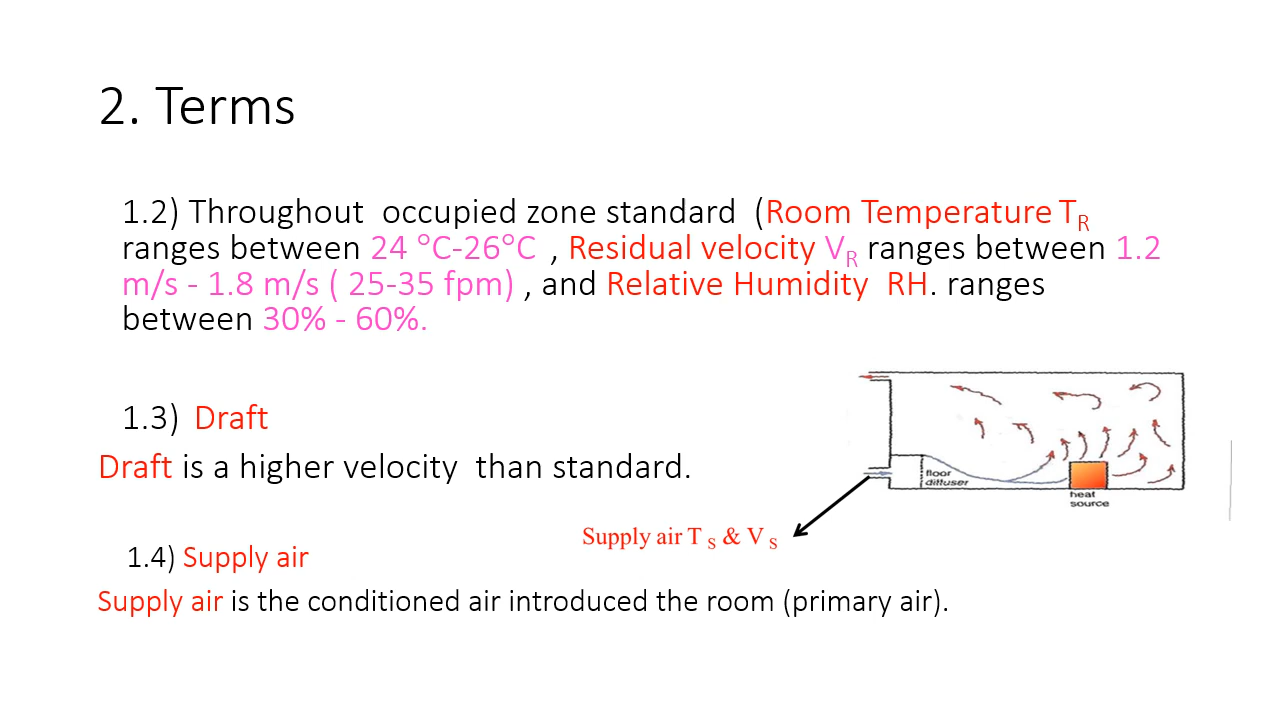 2. Terms
1.2) Throughout occupied zone standard (Room Temperature TR
ranges between 24 °C-26°C , Residual velocity VR ranges between 1.2
m/s - 1.8 m/s ( 25-35 fpm) , and Relative Humidity RH. ranges
between 30% - 60%.
1.3) Draft
Draft is a higher velocity than standard.
floor
diffuser
heat
source
Supply air T S & V S
1.4) Supply air
Supply air is the conditioned air introduced the room (primary air).